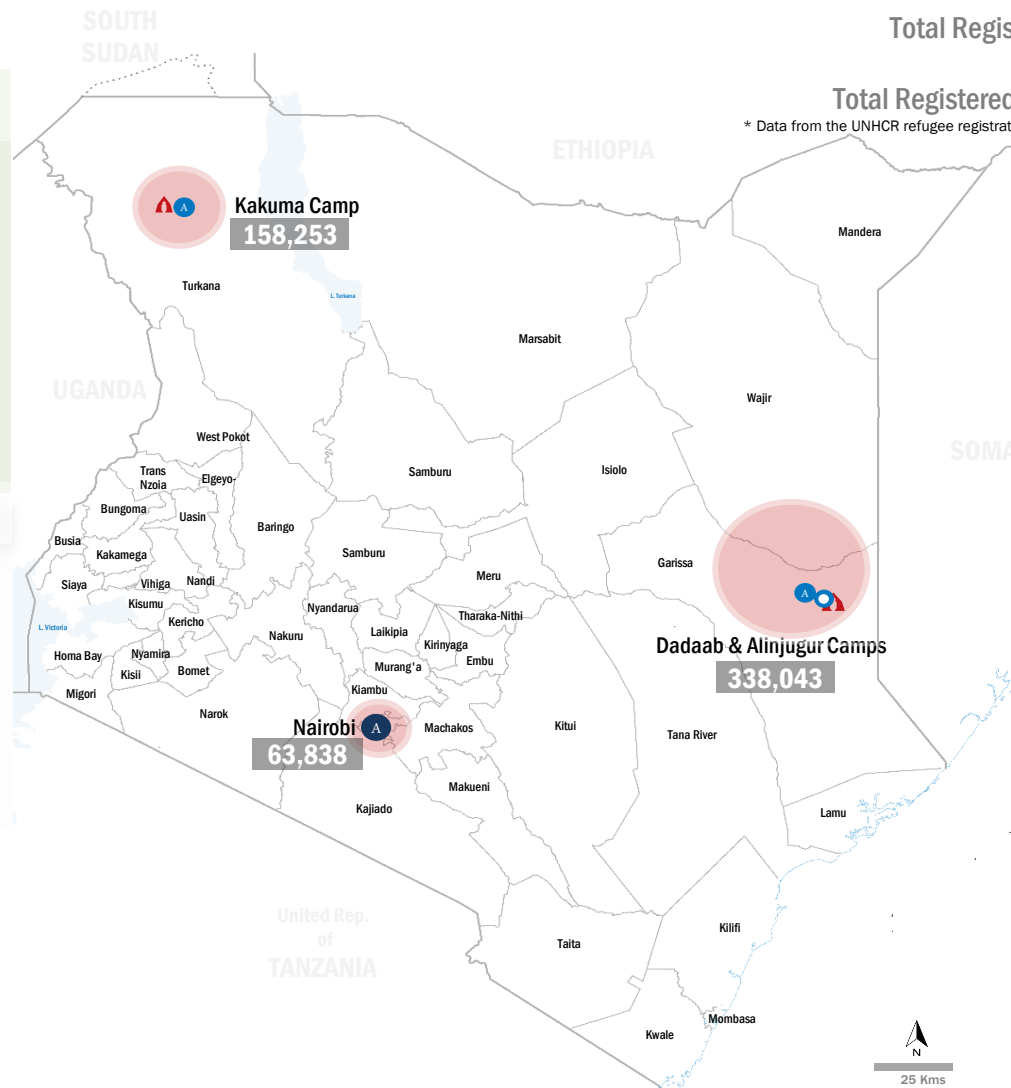 SOUTH
SUDAN
Total Regis
Total Registered
* Data from the UNHCR refugee registrat
ETHIOPIA
A
Kakuma Camp
158,253
Mandera
Turkana
L. Turkana
Marsabit
UGANDA
Wajir
West Pokot
SOMA
Trans
Nzoia
Elgeyo-
Samburu
Isiolo
Bungoma
Uasin
Baringo
Busia
Kakamega
Samburu
Garissa
Siaya
Vihiga
Nandi
Meru
A
Kisumu
Nyandarua
Tharaka-Nithi
L. Victoria
Kericho
Laikipia
Nakuru
Kirinyaga
Dadaab & Alinjugur Camps
338,043
Homa Bay
Nyamira
Embu
Kisii
Bomet
Murang'a
Migori
Kiambu
Narok
Nairobi
A
63,838
Machakos
Kitui
Tana River
Makueni
Kajiado
Lamu
United Rep.
of
TANZANIA
Taita
Kilifi
Mombasa
Kwale
N
25 Kms